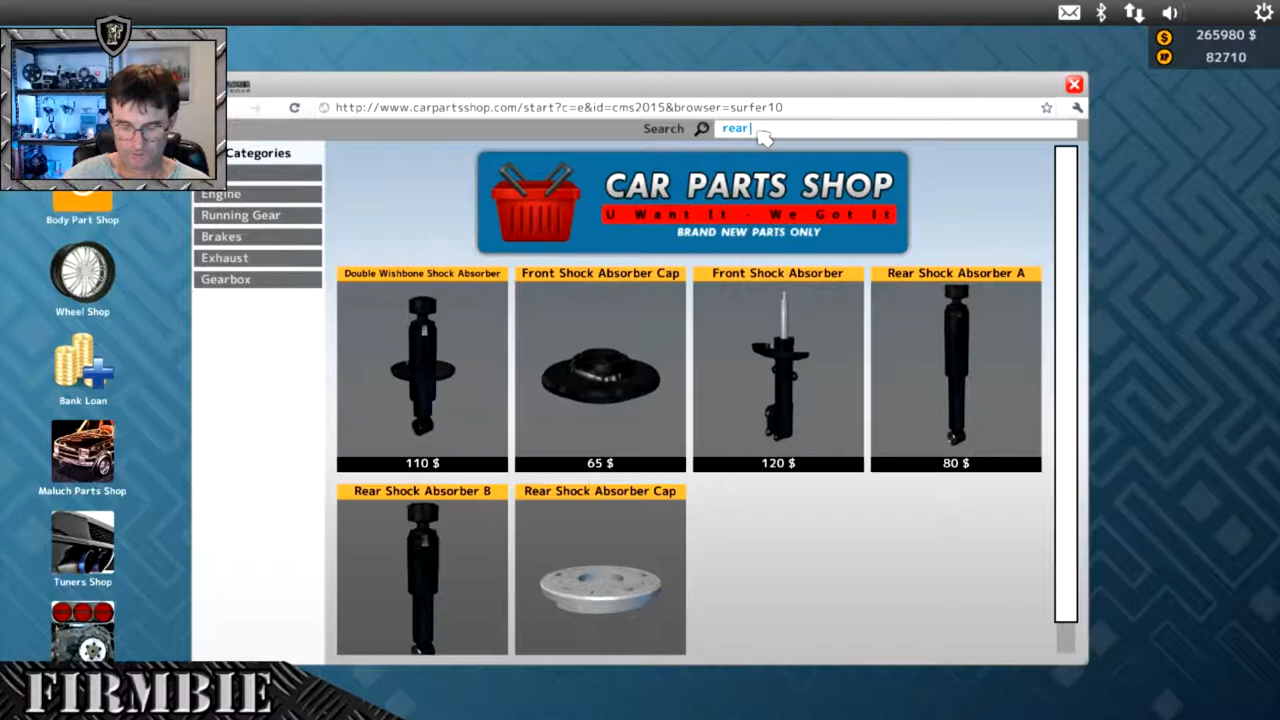 265980 $
82710
http://www.carpartsshop.com/start?c=e&id=cms2015&browser=surfer10
Search rear
Categories
Engine
Running Gear
Brakes
Exhaust
Gearbox
CAR PARTS SHOP
U Want It - We Got It
BRAND NEW PARTS ONLY
Double Wishbone Shock Absorber
Front Shock Absorber Cap
Front Shock Absorber
Rear Shock Absorber A
110 $
65 $
120 $
80 $
Rear Shock Absorber B
Rear Shock Absorber Cap
Body Part Shop
Wheel Shop
Bank Loan
Maluch Parts Shop
Tuners Shop
FIRMBIE